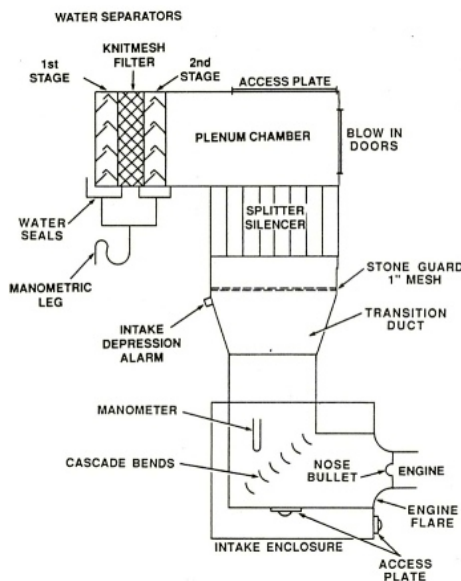 WATER SEPARATORS
KNITMESH
FILTER
1st
STAGE
2nd
STAGE
ACCESS PLATE
PLENUM CHAMBER
BLOW IN
DOORS
WATER
SEALS
SPLITTER
SILENCER
MANOMETRIC
LEG
STONE GUARD
1" MESH
INTAKE
DEPRESSION
ALARM
TRANSITION
DUCT
MANOMETER
CASCADE BENDS
NOSE
BULLET
ENGINE
ENGINE
FLARE
INTAKE ENCLOSURE
ACCESS
PLATE